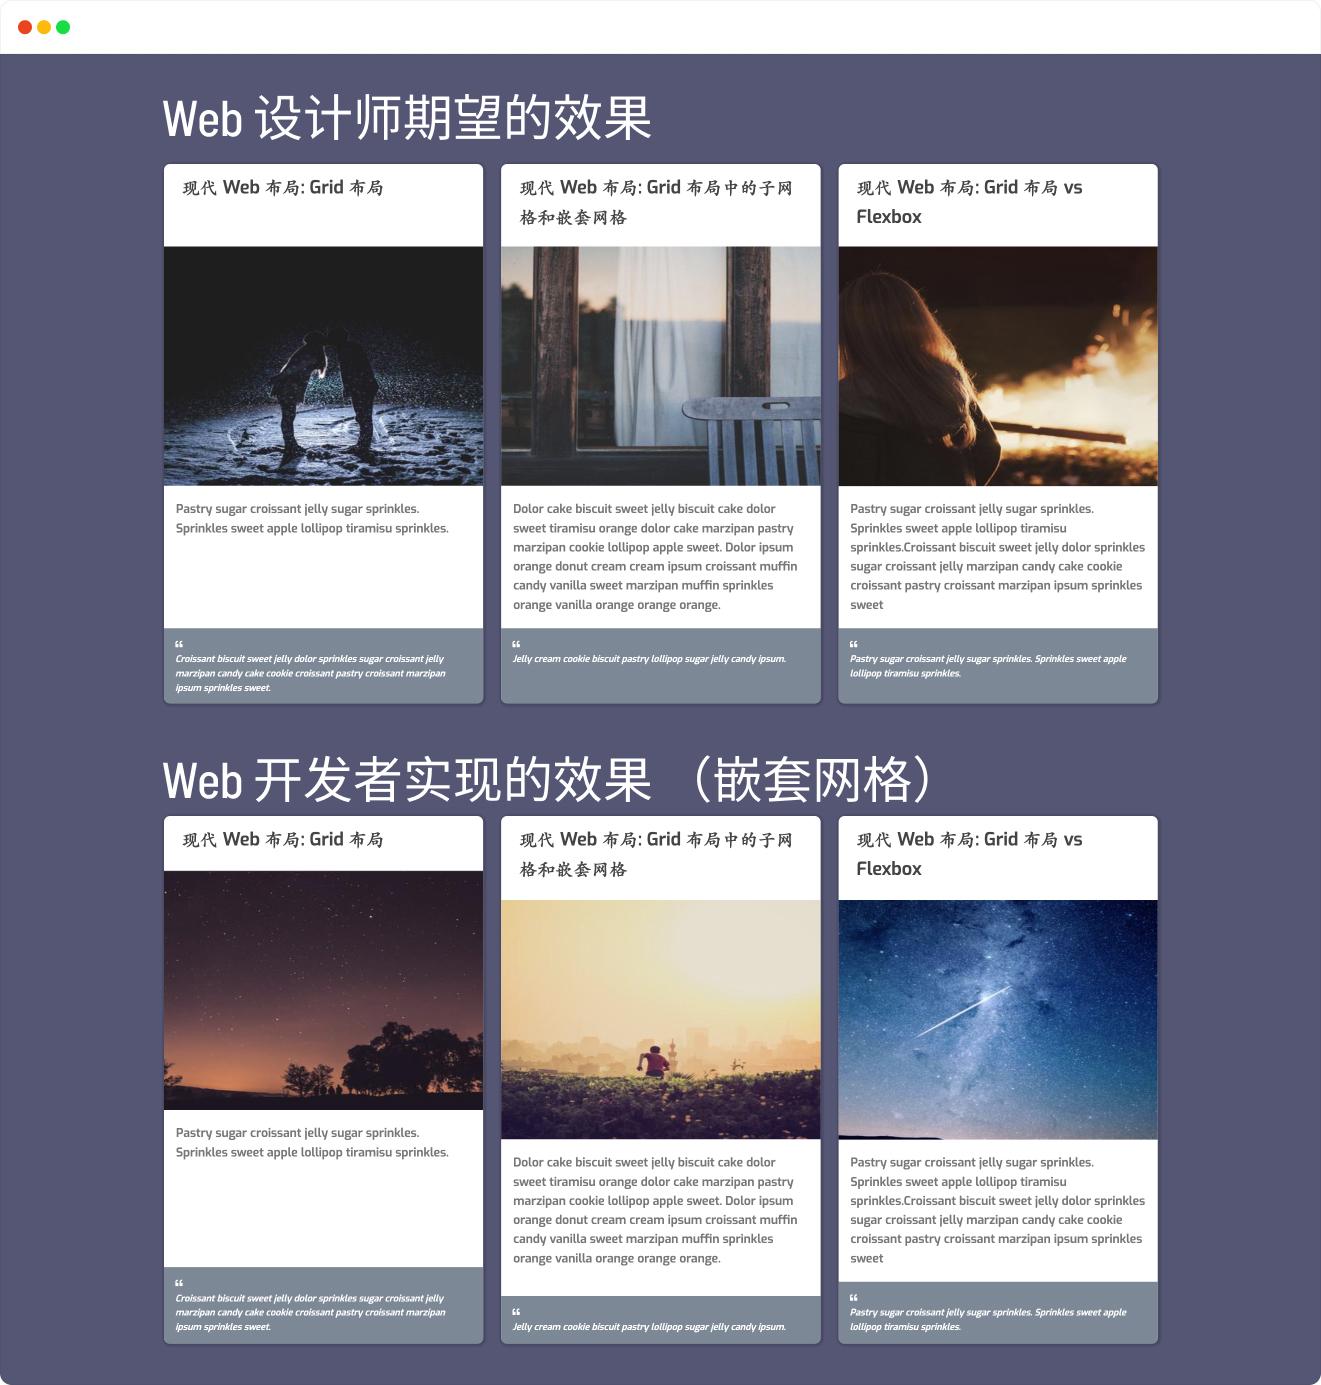 Web 设计师期望的效果
现代 Web 布局: Grid 布局
现代 Web 布局: Grid 布局中的子网
格和嵌套网格
现代 Web 布局: Grid 布局 vs
Flexbox
Pastry sugar croissant jelly sugar sprinkles.
Sprinkles sweet apple lollipop tiramisu sprinkles.
Dolor cake biscuit sweet jelly biscuit cake dolor
sweet tiramisu orange dolor cake marzipan pastry
marzipan cookie lollipop apple sweet. Dolor ipsum
orange donut cream cream ipsum croissant muffin
candy vanilla sweet marzipan muffin sprinkles
orange vanilla orange orange orange.
Pastry sugar croissant jelly sugar sprinkles.
Sprinkles sweet apple lollipop tiramisu
sprinkles.Croissant biscuit sweet jelly dolor sprinkles
sugar croissant jelly marzipan candy cake cookie
croissant pastry croissant marzipan ipsum sprinkles
sweet
“
Croissant biscuit sweet jelly dolor sprinkles sugar croissant jelly
marzipan candy cake cookie croissant pastry croissant marzipan
ipsum sprinkles sweet.
“
Jelly cream cookie biscuit pastry lollipop sugar jelly candy ipsum.
“
Pastry sugar croissant jelly sugar sprinkles. Sprinkles sweet apple
lollipop tiramisu sprinkles.
Web 开发者实现的效果 （嵌套网格）
现代 Web 布局: Grid 布局
现代 Web 布局: Grid 布局中的子网
格和嵌套网格
现代 Web 布局: Grid 布局 vs
Flexbox
Pastry sugar croissant jelly sugar sprinkles.
Sprinkles sweet apple lollipop tiramisu sprinkles.
Dolor cake biscuit sweet jelly biscuit cake dolor
sweet tiramisu orange dolor cake marzipan pastry
marzipan cookie lollipop apple sweet. Dolor ipsum
orange donut cream cream ipsum croissant muffin
candy vanilla sweet marzipan muffin sprinkles
orange vanilla orange orange orange.
Pastry sugar croissant jelly sugar sprinkles.
Sprinkles sweet apple lollipop tiramisu
sprinkles.Croissant biscuit sweet jelly dolor sprinkles
sugar croissant jelly marzipan candy cake cookie
croissant pastry croissant marzipan ipsum sprinkles
sweet
“
Croissant biscuit sweet jelly dolor sprinkles sugar croissant jelly
marzipan candy cake cookie croissant pastry croissant marzipan
ipsum sprinkles sweet.
“
Jelly cream cookie biscuit pastry lollipop sugar jelly candy ipsum.
“
Pastry sugar croissant jelly sugar sprinkles. Sprinkles sweet apple
lollipop tiramisu sprinkles.